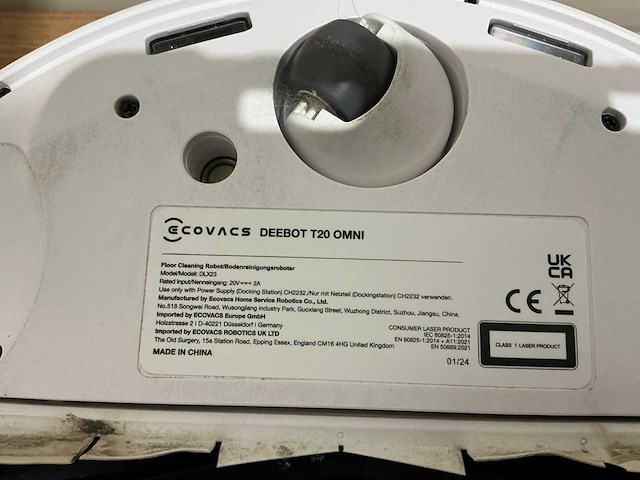 ECOVACS DEEBOT T20 OMNI
Floor Cleaning Robot/Bodenreinigungsroboter
Model/Modell: DLX23
Rated Input/Nenneingang: 20V⎓ 2A
Use only with Power Supply (Docking Station) CH2232./Nur mit Netzteil (Dockingstation) CH2232 verwenden.
Manufactured by Ecovacs Home Service Robotics Co., Ltd.
No.518 Songwei Road, Wusongjiang Industry Park, Guoxiang Street, Wuzhong District, Suzhou, Jiangsu, China.
Imported by ECOVACS Europe GmbH
Holzstrasse 2 I D-40221 Düsseldorf I Germany
Imported by ECOVACS ROBOTICS UK LTD
The Old Surgery, 15a Station Road, Epping Essex, England CM16 4HG United Kingdom
MADE IN CHINA
UK
CA
CE
CONSUMER LASER PRODUCT
IEC 60825-1:2014
EN 60825-1:2014 + A11:2021
EN 50689:2021
01/24
CLASS 1 LASER PRODUCT